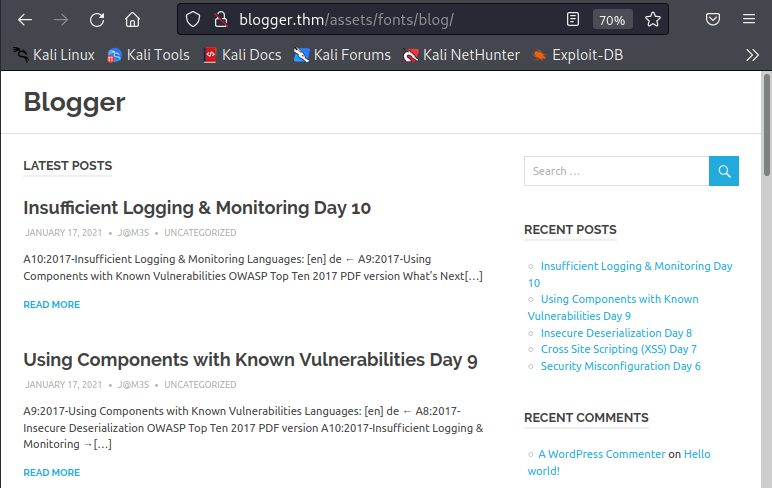 blogger.thm/assets/fonts/blog/
70%
Kali Linux
Kali Tools
Kali Docs
Kali Forums
Kali NetHunter
Exploit-DB
Blogger
LATEST POSTS
Insufficient Logging & Monitoring Day 10
JANUARY 17, 2021 • J@M3S • UNCATEGORIZED
A10:2017-Insufficient Logging & Monitoring Languages: [en] de ← A9:2017-Using
Components with Known Vulnerabilities OWASP Top Ten 2017 PDF version What's Next[…]
READ MORE
Using Components with Known Vulnerabilities Day 9
JANUARY 17, 2021 • J@M3S • UNCATEGORIZED
A9:2017-Using Components with Known Vulnerabilities Languages: [en] de ← A8:2017-
Insecure Deserialization OWASP Top Ten 2017 PDF version A10:2017-Insufficient Logging &
Monitoring →[…]
READ MORE
Search …
RECENT POSTS
Insufficient Logging & Monitoring Day
10
Using Components with Known
Vulnerabilities Day 9
Insecure Deserialization Day 8
Cross Site Scripting (XSS) Day 7
Security Misconfiguration Day 6
RECENT COMMENTS
A WordPress Commenter on Hello
world!